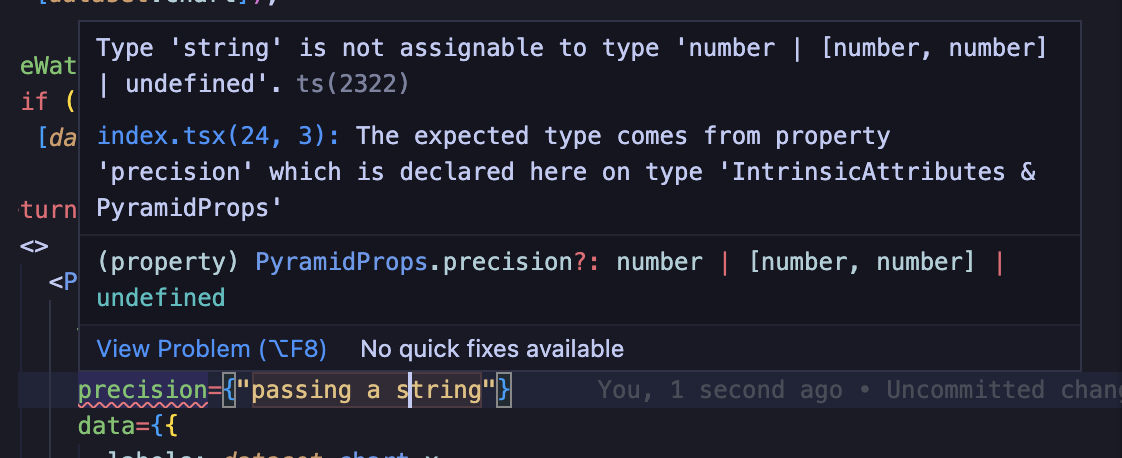 [dataset.chart]);
Type 'string' is not assignable to type 'number | [number, number]
| undefined'. ts(2322)
eWat
if (
index.tsx(24, 3): The expected type comes from property
[da
'precision' which is declared here on type 'IntrinsicAttributes &
PyramidProps'
turn
<>
(property) PyramidProps.precision?: number | [number, number] |
<P
undefined
View Problem (⌥F8) No quick fixes available
precision={"passing a string"} You, 1 second ago • Uncommitted chang
data={{
labels: dataset.chart.x